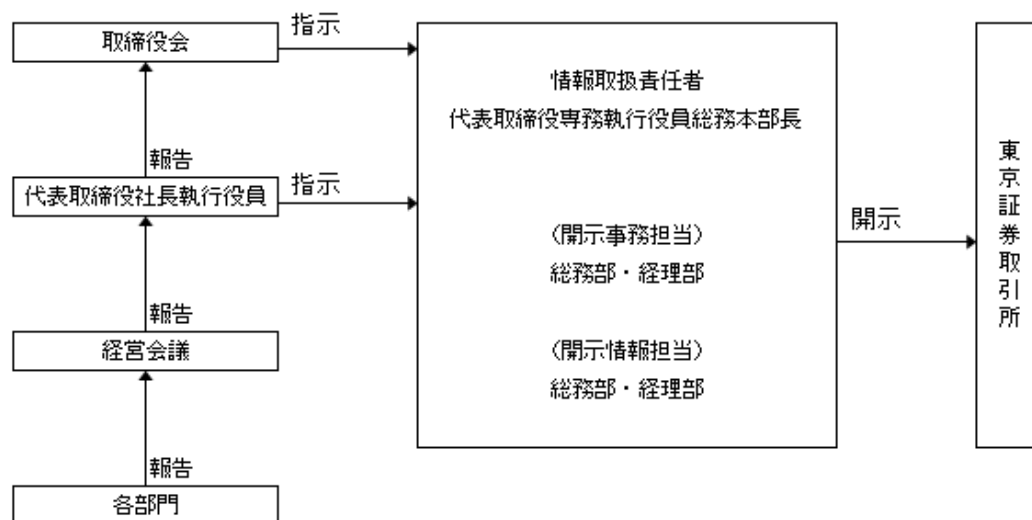 取締役会
指示
情報取扱責任者
代表取締役専務執行役員総務本部長
報告
代表取締役社長執行役員
指示
(開示事務担当)
総務部・経理部
開示
東京証券取引所
報告
経営会議
(開示情報担当)
総務部・経理部
報告
各部門